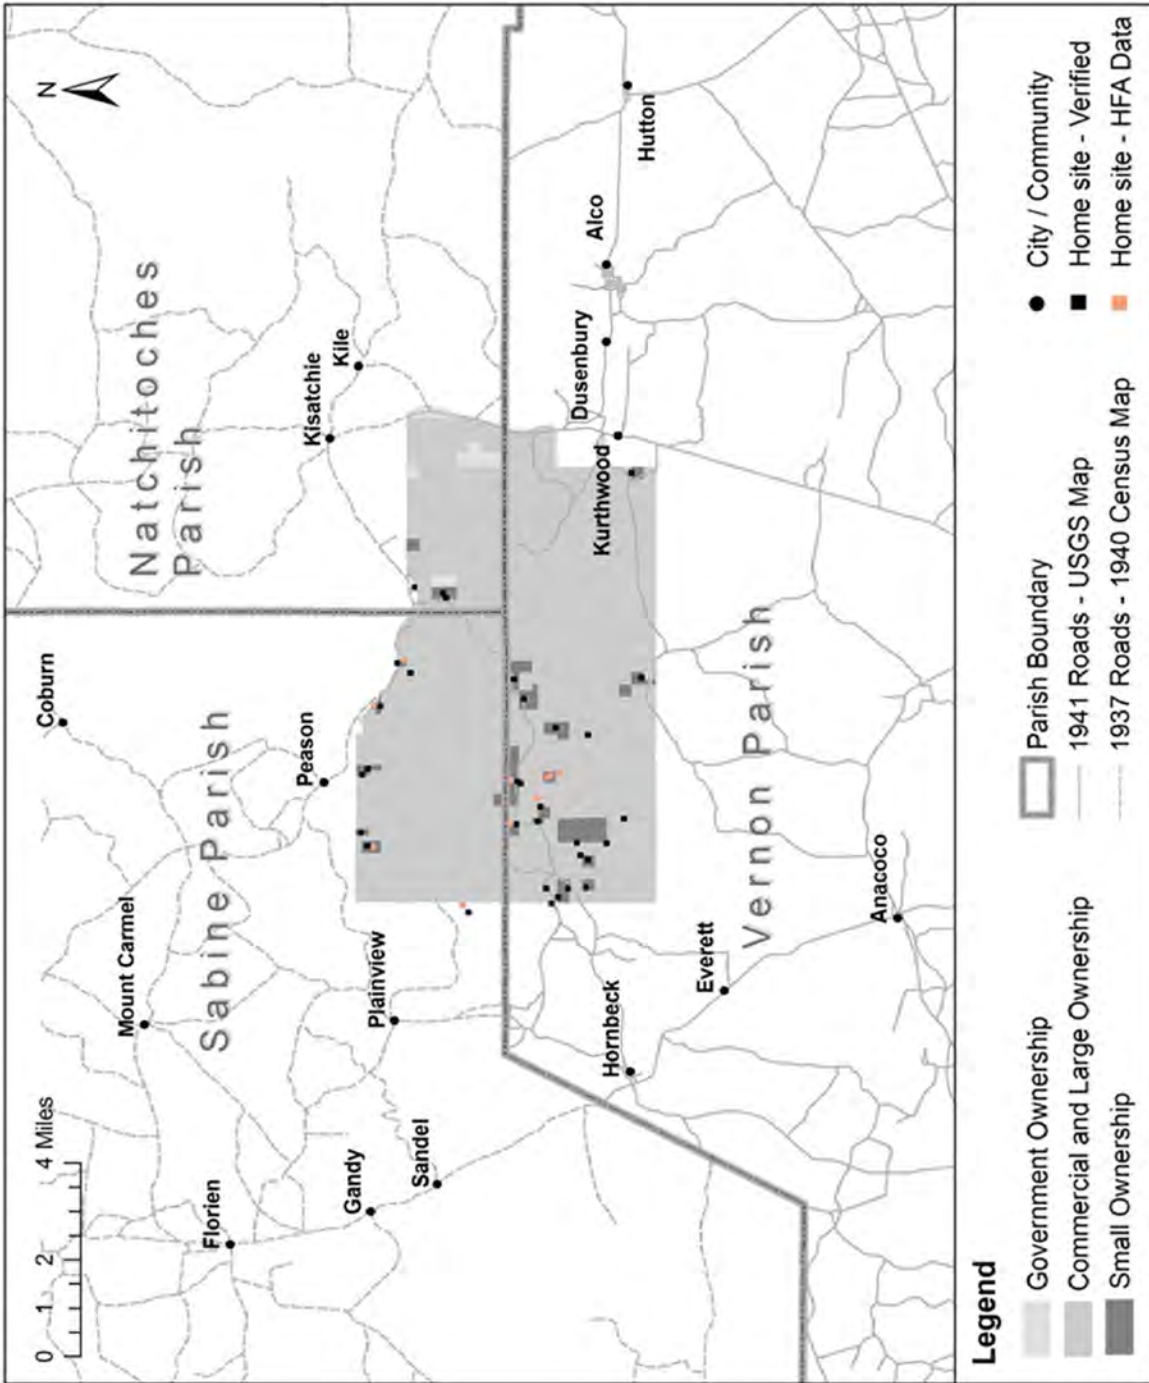 N
0 1 2 4 Miles
Natchitoches
Parish
Sabine Parish
Vernon Parish
Coburn
Kisatchie
Kile
Peason
Mount Carmel
Florien
Plainview
Gandy
Sandel
Hutton
Alco
Dusenbury
Kurthwood
Hornbeck
Everett
Anacoco
Legend
Government Ownership
Commercial and Large Ownership
Small Ownership
Parish Boundary
1941 Roads - USGS Map
1937 Roads - 1940 Census Map
City / Community
Home site - Verified
Home site - HFA Data